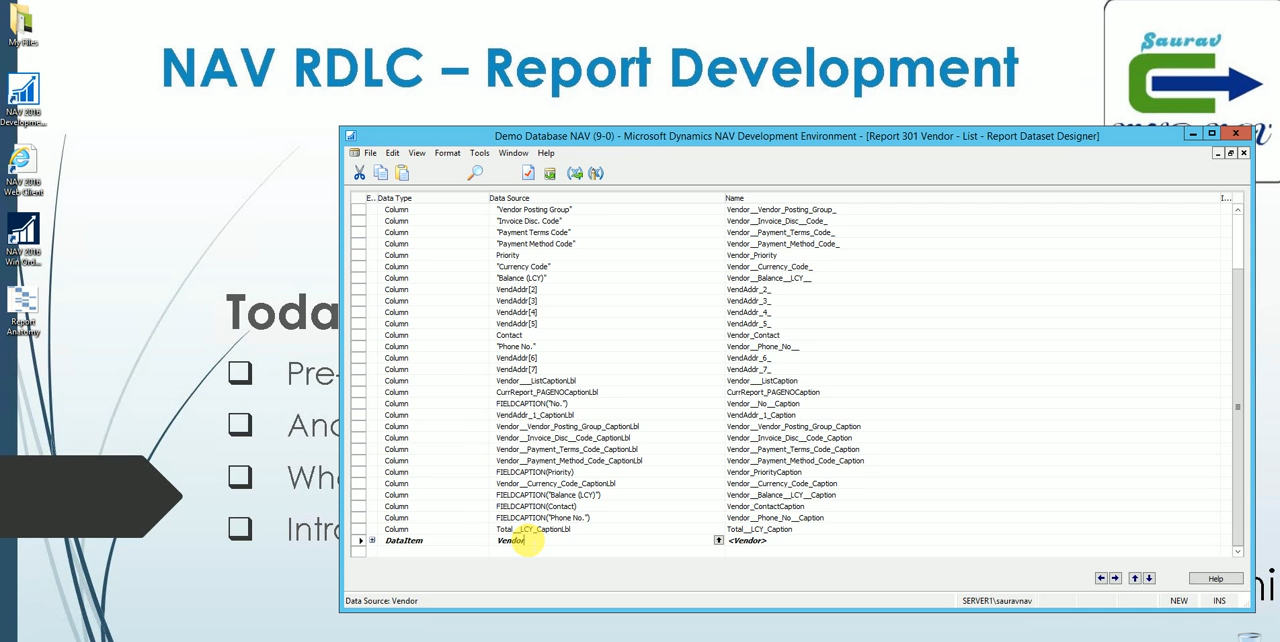 My Files
NAV RDLC – Report Development
Saurav
NAV 2016
Developme...
NAV 2016
Web Client
NAV 2016
Win Ord...
Report
Anatomy
Toda
Pre-
Ano
Whe
Intro
Demo Database NAV (9-0) - Microsoft Dynamics NAV Development Environment - [Report 301 Vendor - List - Report Dataset Designer]
File Edit View Format Tools Window Help
E.. Data Type Data Source Name I...
Column "Vendor Posting Group" Vendor__Vendor_Posting_Group_
Column "Invoice Disc. Code" Vendor__Invoice_Disc__Code_
Column "Payment Terms Code" Vendor__Payment_Terms_Code_
Column "Payment Method Code" Vendor__Payment_Method_Code_
Column Priority Vendor_Priority
Column "Currency Code" Vendor__Currency_Code_
Column "Balance (LCY)" Vendor__Balance__LCY__
Column VendAddr[2] VendAddr_2_
Column VendAddr[3] VendAddr_3_
Column VendAddr[4] VendAddr_4_
Column VendAddr[5] VendAddr_5_
Column Contact Vendor_Contact
Column "Phone No." Vendor__Phone_No__
Column VendAddr[6] VendAddr_6_
Column VendAddr[7] VendAddr_7_
Column Vendor___ListCaptionLbl Vendor___ListCaption
Column CurrReport_PAGENOCaptionLbl CurrReport_PAGENOCaption
Column FIELDCAPTION("No.") Vendor__No__Caption
Column VendAddr_1_CaptionLbl VendAddr_1_Caption
Column Vendor__Vendor_Posting_Group_CaptionLbl Vendor__Vendor_Posting_Group_Caption
Column Vendor__Invoice_Disc__Code_CaptionLbl Vendor__Invoice_Disc__Code_Caption
Column Vendor__Payment_Terms_Code_CaptionLbl Vendor__Payment_Terms_Code_Caption
Column Vendor__Payment_Method_Code_CaptionLbl Vendor__Payment_Method_Code_Caption
Column FIELDCAPTION(Priority) Vendor_PriorityCaption
Column Vendor__Currency_Code_CaptionLbl Vendor__Currency_Code_Caption
Column FIELDCAPTION("Balance (LCY)") Vendor__Balance__LCY__Caption
Column FIELDCAPTION(Contact) Vendor_ContactCaption
Column FIELDCAPTION("Phone No.") Vendor__Phone_No__Caption
Column Total__LCY_CaptionLbl Total__LCY_Caption
DataItem Vendor <Vendor>
Help
Data Source: Vendor SERVER1\sauravnav NEW INS